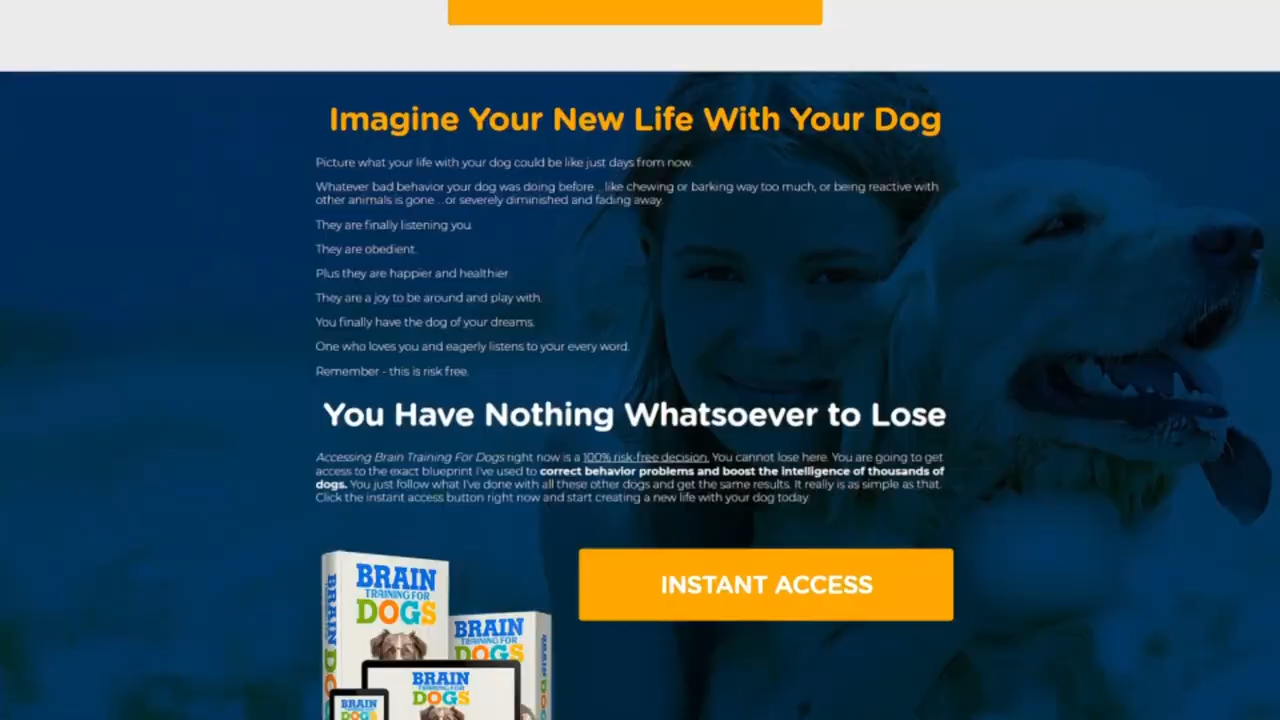 Imagine Your New Life With Your Dog
Picture what your life with your dog could be like just days from now.
Whatever bad behavior your dog was doing before... like chewing or barking way too much, or being reactive with
other animals is gone ...or severely diminished and fading away.
They are finally listening you.
They are obedient.
Plus they are happier and healthier
They are a joy to be around and play with.
You finally have the dog of your dreams.
One who loves you and eagerly listens to your every word.
Remember - this is risk free.
You Have Nothing Whatsoever to Lose
Accessing Brain Training For Dogs right now is a 100% risk-free decision. You cannot lose here. You are going to get
access to the exact blueprint I've used to correct behavior problems and boost the intelligence of thousands of
dogs. You just follow what I've done with all these other dogs and get the same results. It really is as simple as that.
Click the instant access button right now and start creating a new life with your dog today.
INSTANT ACCESS
BRAIN
TRAINING FOR
DOGS
BRAIN
DO
BRAIN
TRAINING FOR
DOGS
BRAIN
TRAINING FOR
DOGS
BRAIN
TRAINING FOR
DOGS